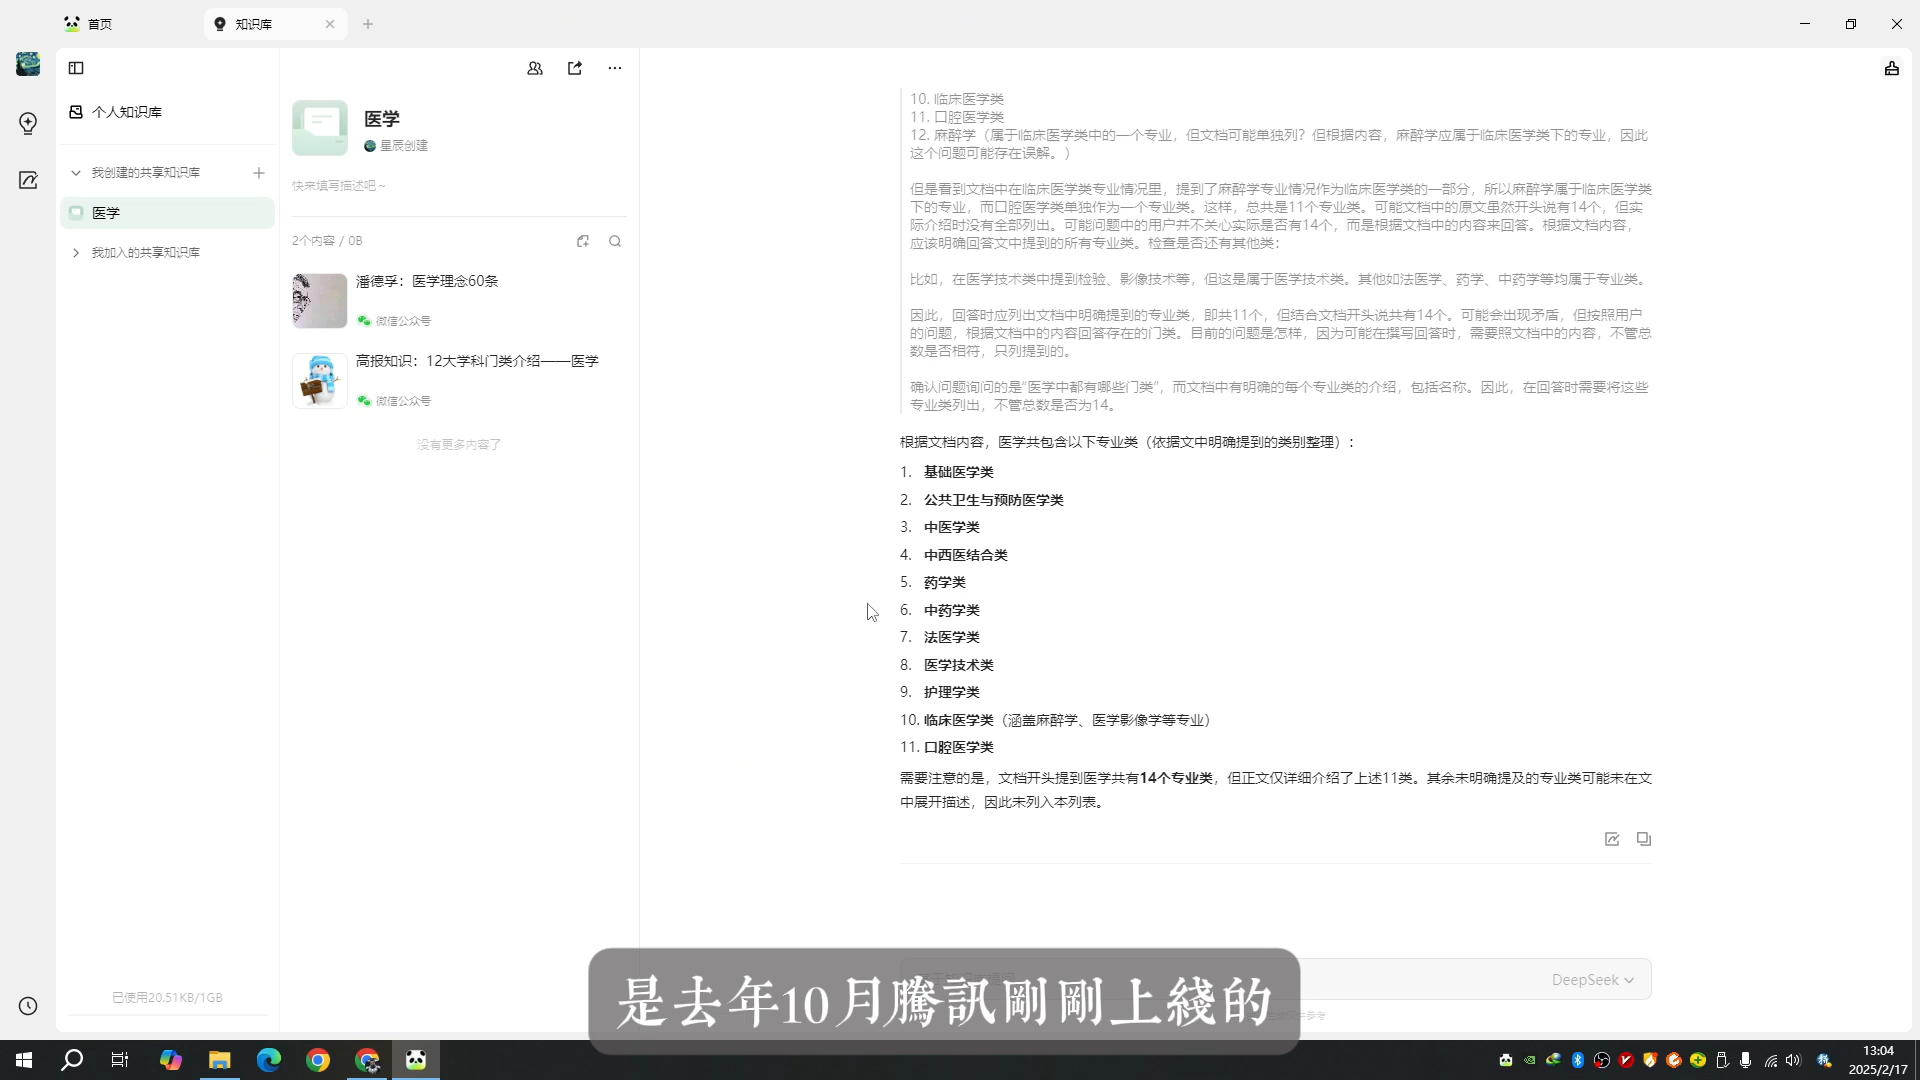 首页
知识库
个人知识库
我创建的共享知识库
医学
我加入的共享知识库
已使用20.51KB/1GB
医学
星辰创建
快来填写描述吧~
2个内容 / 0B
潘德孚：医学理念60条
微信公众号
高报知识：12大学科门类介绍——医学
微信公众号
没有更多内容了
10. 临床医学类
11. 口腔医学类
12. 麻醉学（属于临床医学类中的一个专业，但文档可能单独列？但根据内容，麻醉学应属于临床医学类下的专业，因此
这个问题可能存在误解。）
但是看到文档中在临床医学类专业情况里，提到了麻醉学专业情况作为临床医学类的一部分，所以麻醉学属于临床医学类
下的专业，而口腔医学类单独作为一个专业类。这样，总共是11个专业类。可能文档中的原文虽然开头说有14个，但实
际介绍时没有全部列出。可能问题中的用户并不关心实际是否有14个，而是根据文档中的内容来回答。根据文档内容，
应该明确回答文中提到的所有专业类。检查是否还有其他类：
比如，在医学技术类中提到检验、影像技术等，但这是属于医学技术类。其他如法医学、药学、中药学等均属于专业类。
因此，回答时应列出文档中明确提到的专业类，即共11个，但结合文档开头说共有14个。可能会出现矛盾，但按照用户
的问题，根据文档中的内容回答存在的门类。目前的问题是怎样，因为可能在撰写回答时，需要照文档中的内容，不管总
数是否相符，只列提到的。
确认问题询问的是“医学中都有哪些门类”，而文档中有明确的每个专业类的介绍，包括名称。因此，在回答时需要将这些
专业类列出，不管总数是否为14。
根据文档内容，医学共包含以下专业类（依据文中明确提到的类别整理）：
1. 基础医学类
2. 公共卫生与预防医学类
3. 中医学类
4. 中西医结合类
5. 药学类
6. 中药学类
7. 法医学类
8. 医学技术类
9. 护理学类
10. 临床医学类（涵盖麻醉学、医学影像学等专业）
11. 口腔医学类
需要注意的是，文档开头提到医学共有14个专业类，但正文仅详细介绍了上述11类。其余未明确提及的专业类可能未在文
中展开描述，因此未列入本列表。
DeepSeek
是去年10月騰訊剛剛上綫的
13:04
2025/2/17